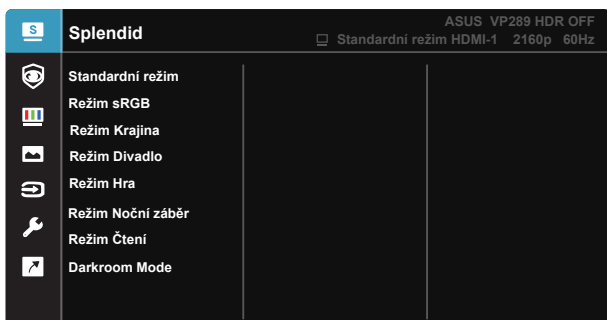 S Splendid
ASUS VP289 HDR OFF
Standardní režim HDMI-1 2160p 60Hz
Standardní režim
Režim sRGB
Režim Krajina
Režim Divadlo
Režim Hra
Režim Noční záběr
Režim Čtení
Darkroom Mode